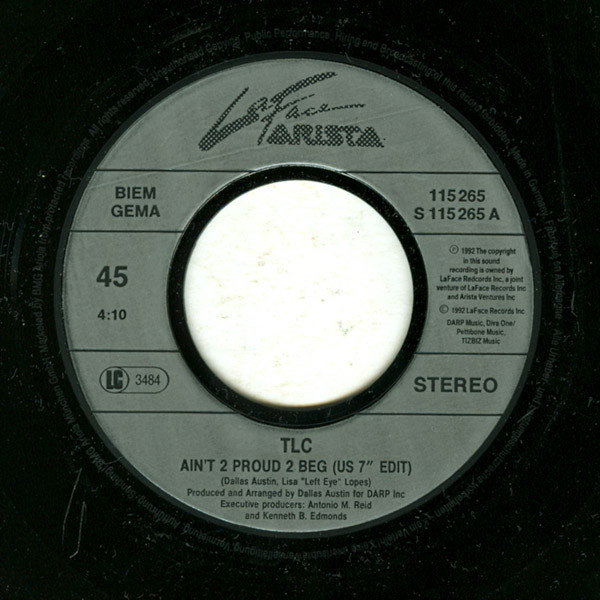 LaFace
ARISTA
BIEM
GEMA
115 265
S 115 265 A
45
4:10
℗ 1992 The copyright
in this sound
recording is owned by
LaFace Redcords Inc, a joint
venture of LaFace Records Inc
and Arista Ventures Inc
© 1992 LaFace Records Inc
DARP Music, Diva One/
Pettibone Music,
TIZBIZ Music
LC 3484
STEREO
TLC
AIN'T 2 PROUD 2 BEG (US 7" EDIT)
(Dallas Austin, Lisa "Left Eye" Lopes)
Produced and Arranged by Dallas Austin for DARP Inc
Executive producers: Antonio M. Reid
and Kenneth B. Edmonds